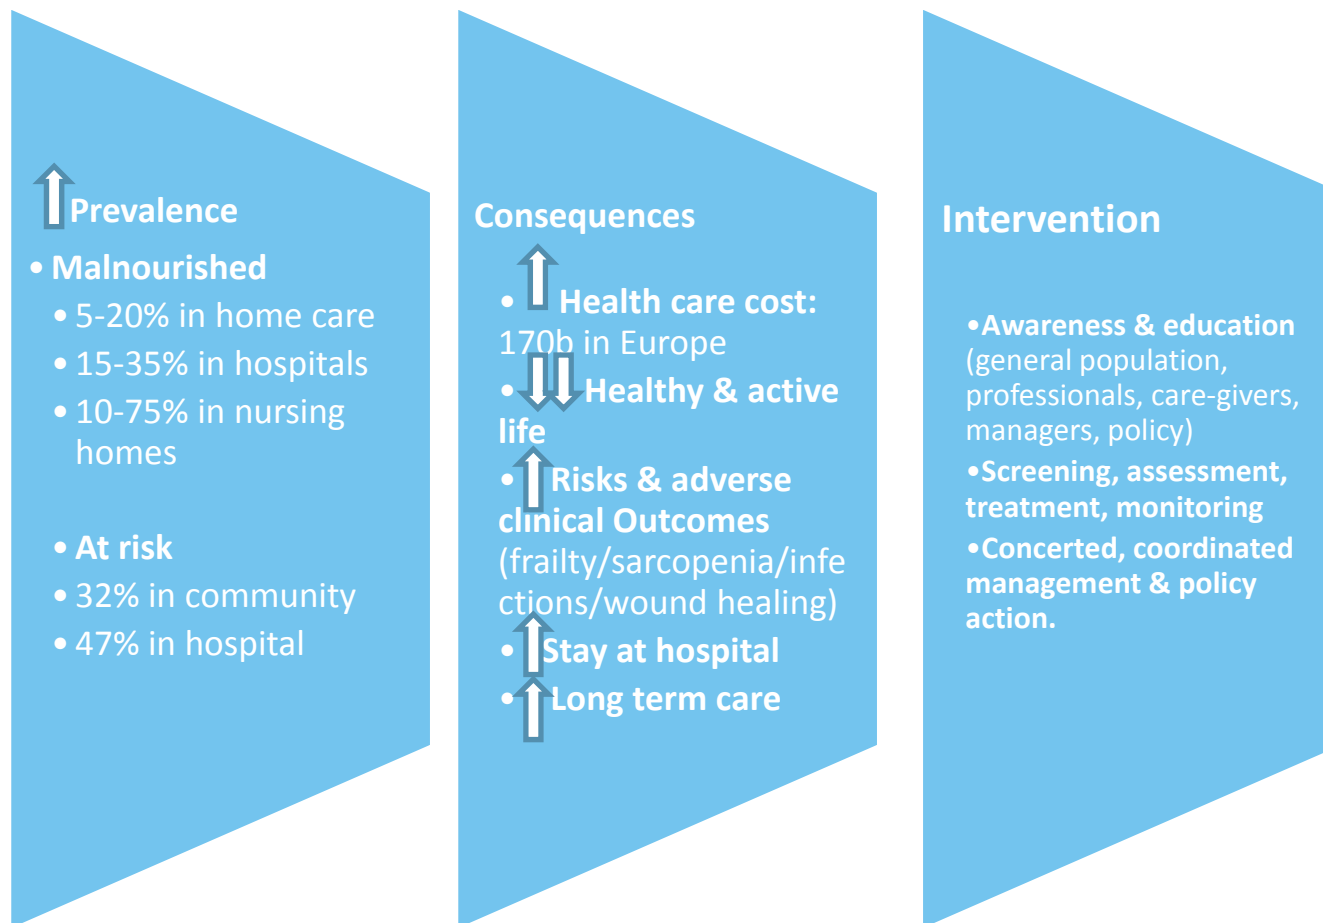 Prevalence
• Malnourished
• 5-20% in home care
• 15-35% in hospitals
• 10-75% in nursing
homes
• At risk
• 32% in community
• 47% in hospital
Consequences
• Health care cost:
170b in Europe
• Healthy & active
life
• Risks & adverse
clinical Outcomes
(frailty/sarcopenia/infe
ctions/wound healing)
• Stay at hospital
• Long term care
Intervention
•Awareness & education
(general population,
professionals, care-givers,
managers, policy)
•Screening, assessment,
treatment, monitoring
•Concerted, coordinated
management & policy
action.